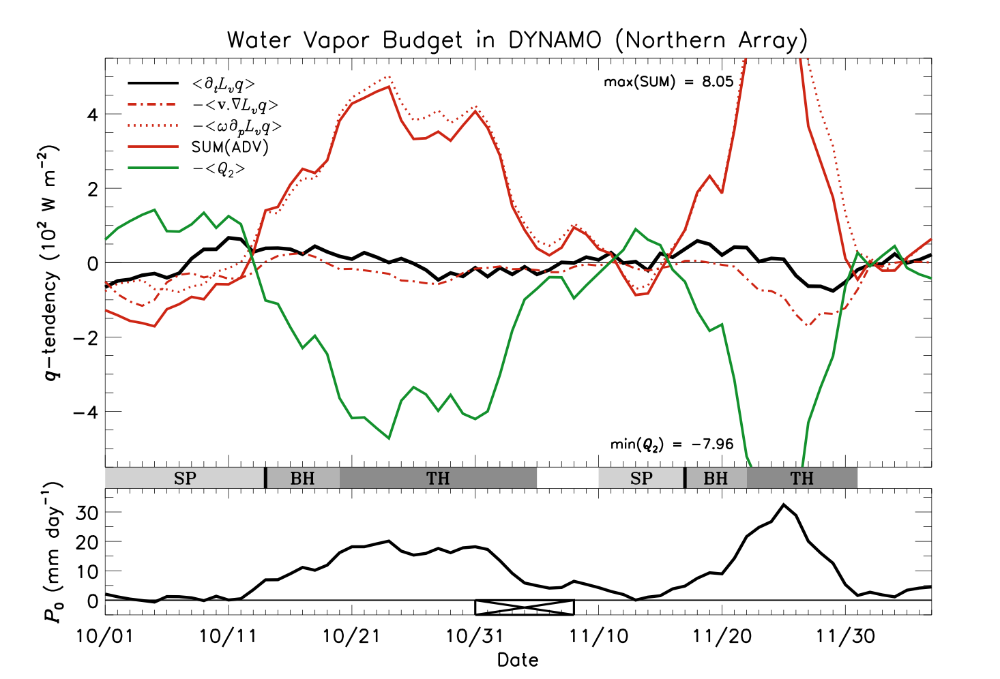 Water Vapor Budget in DYNAMO (Northern Array)
<∂ₜLᵥq>
−<v.∇Lᵥq>
−<ω∂ₚLᵥq>
SUM(ADV)
−<Q₂>
max(SUM) = 8.05
min(Q₂) = −7.96
q−tendency (10² W m⁻²)
4
2
0
−2
−4
SP BH TH SP BH TH
P₀ (mm day⁻¹)
30
20
10
0
10/01 10/11 10/21 10/31 11/10 11/20 11/30
Date